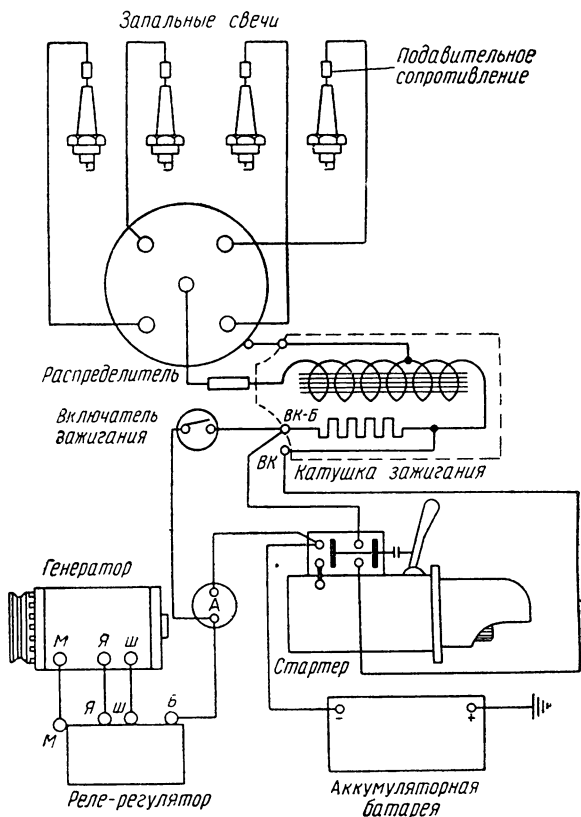 Запальные свечи
Подавительное
сопротивление
Распределитель
Включатель
зажигания
ВК-Б
ВК
Катушка зажигания
Генератор
А
М
Я
Ш
Стартер
М
Я
Ш
Б
-
+
Реле-регулятор
Аккумуляторная
батарея